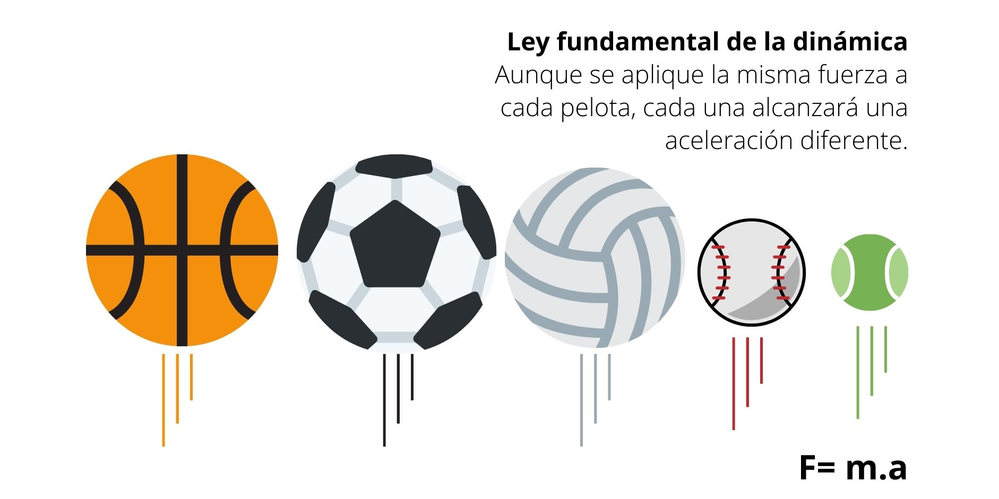 Ley fundamental de la dinámica
Aunque se aplique la misma fuerza a
cada pelota, cada una alcanzará una
aceleración diferente.
F= m.a